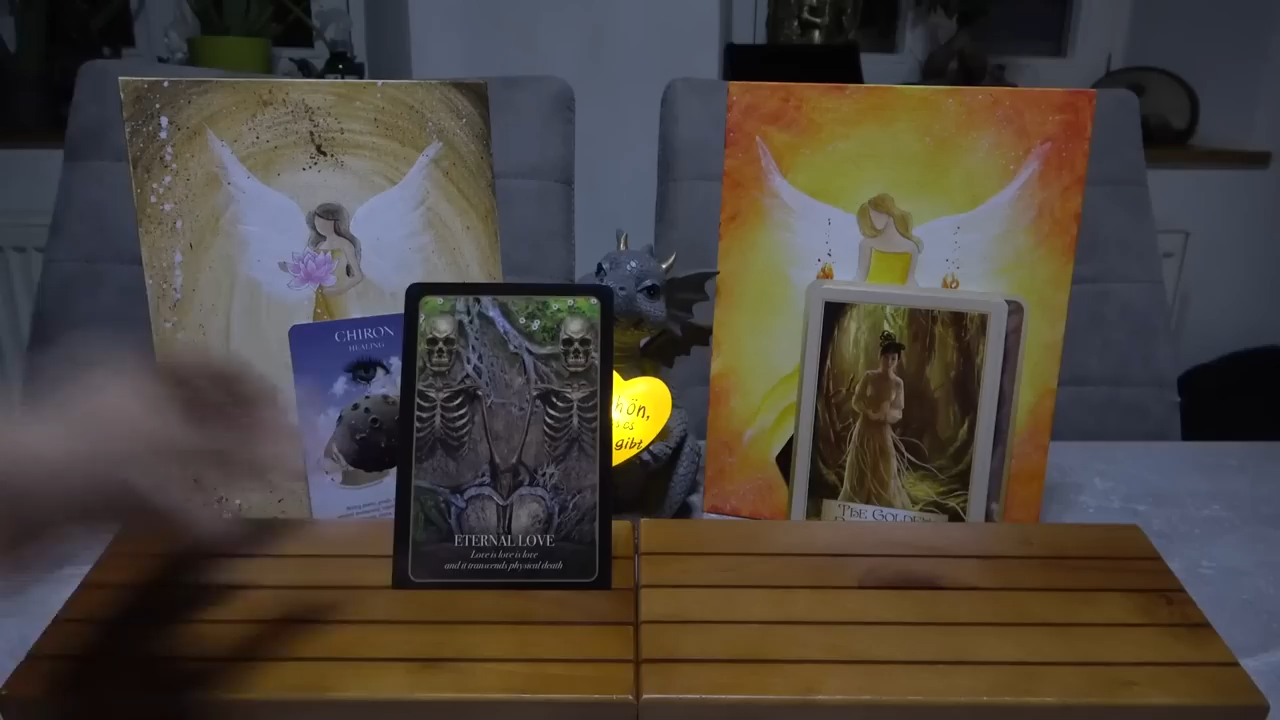 CHIRON
HEALING
ETERNAL LOVE
Love is love is love
and it transcends physical death
hön,
es
gibt
THE GOLDEN